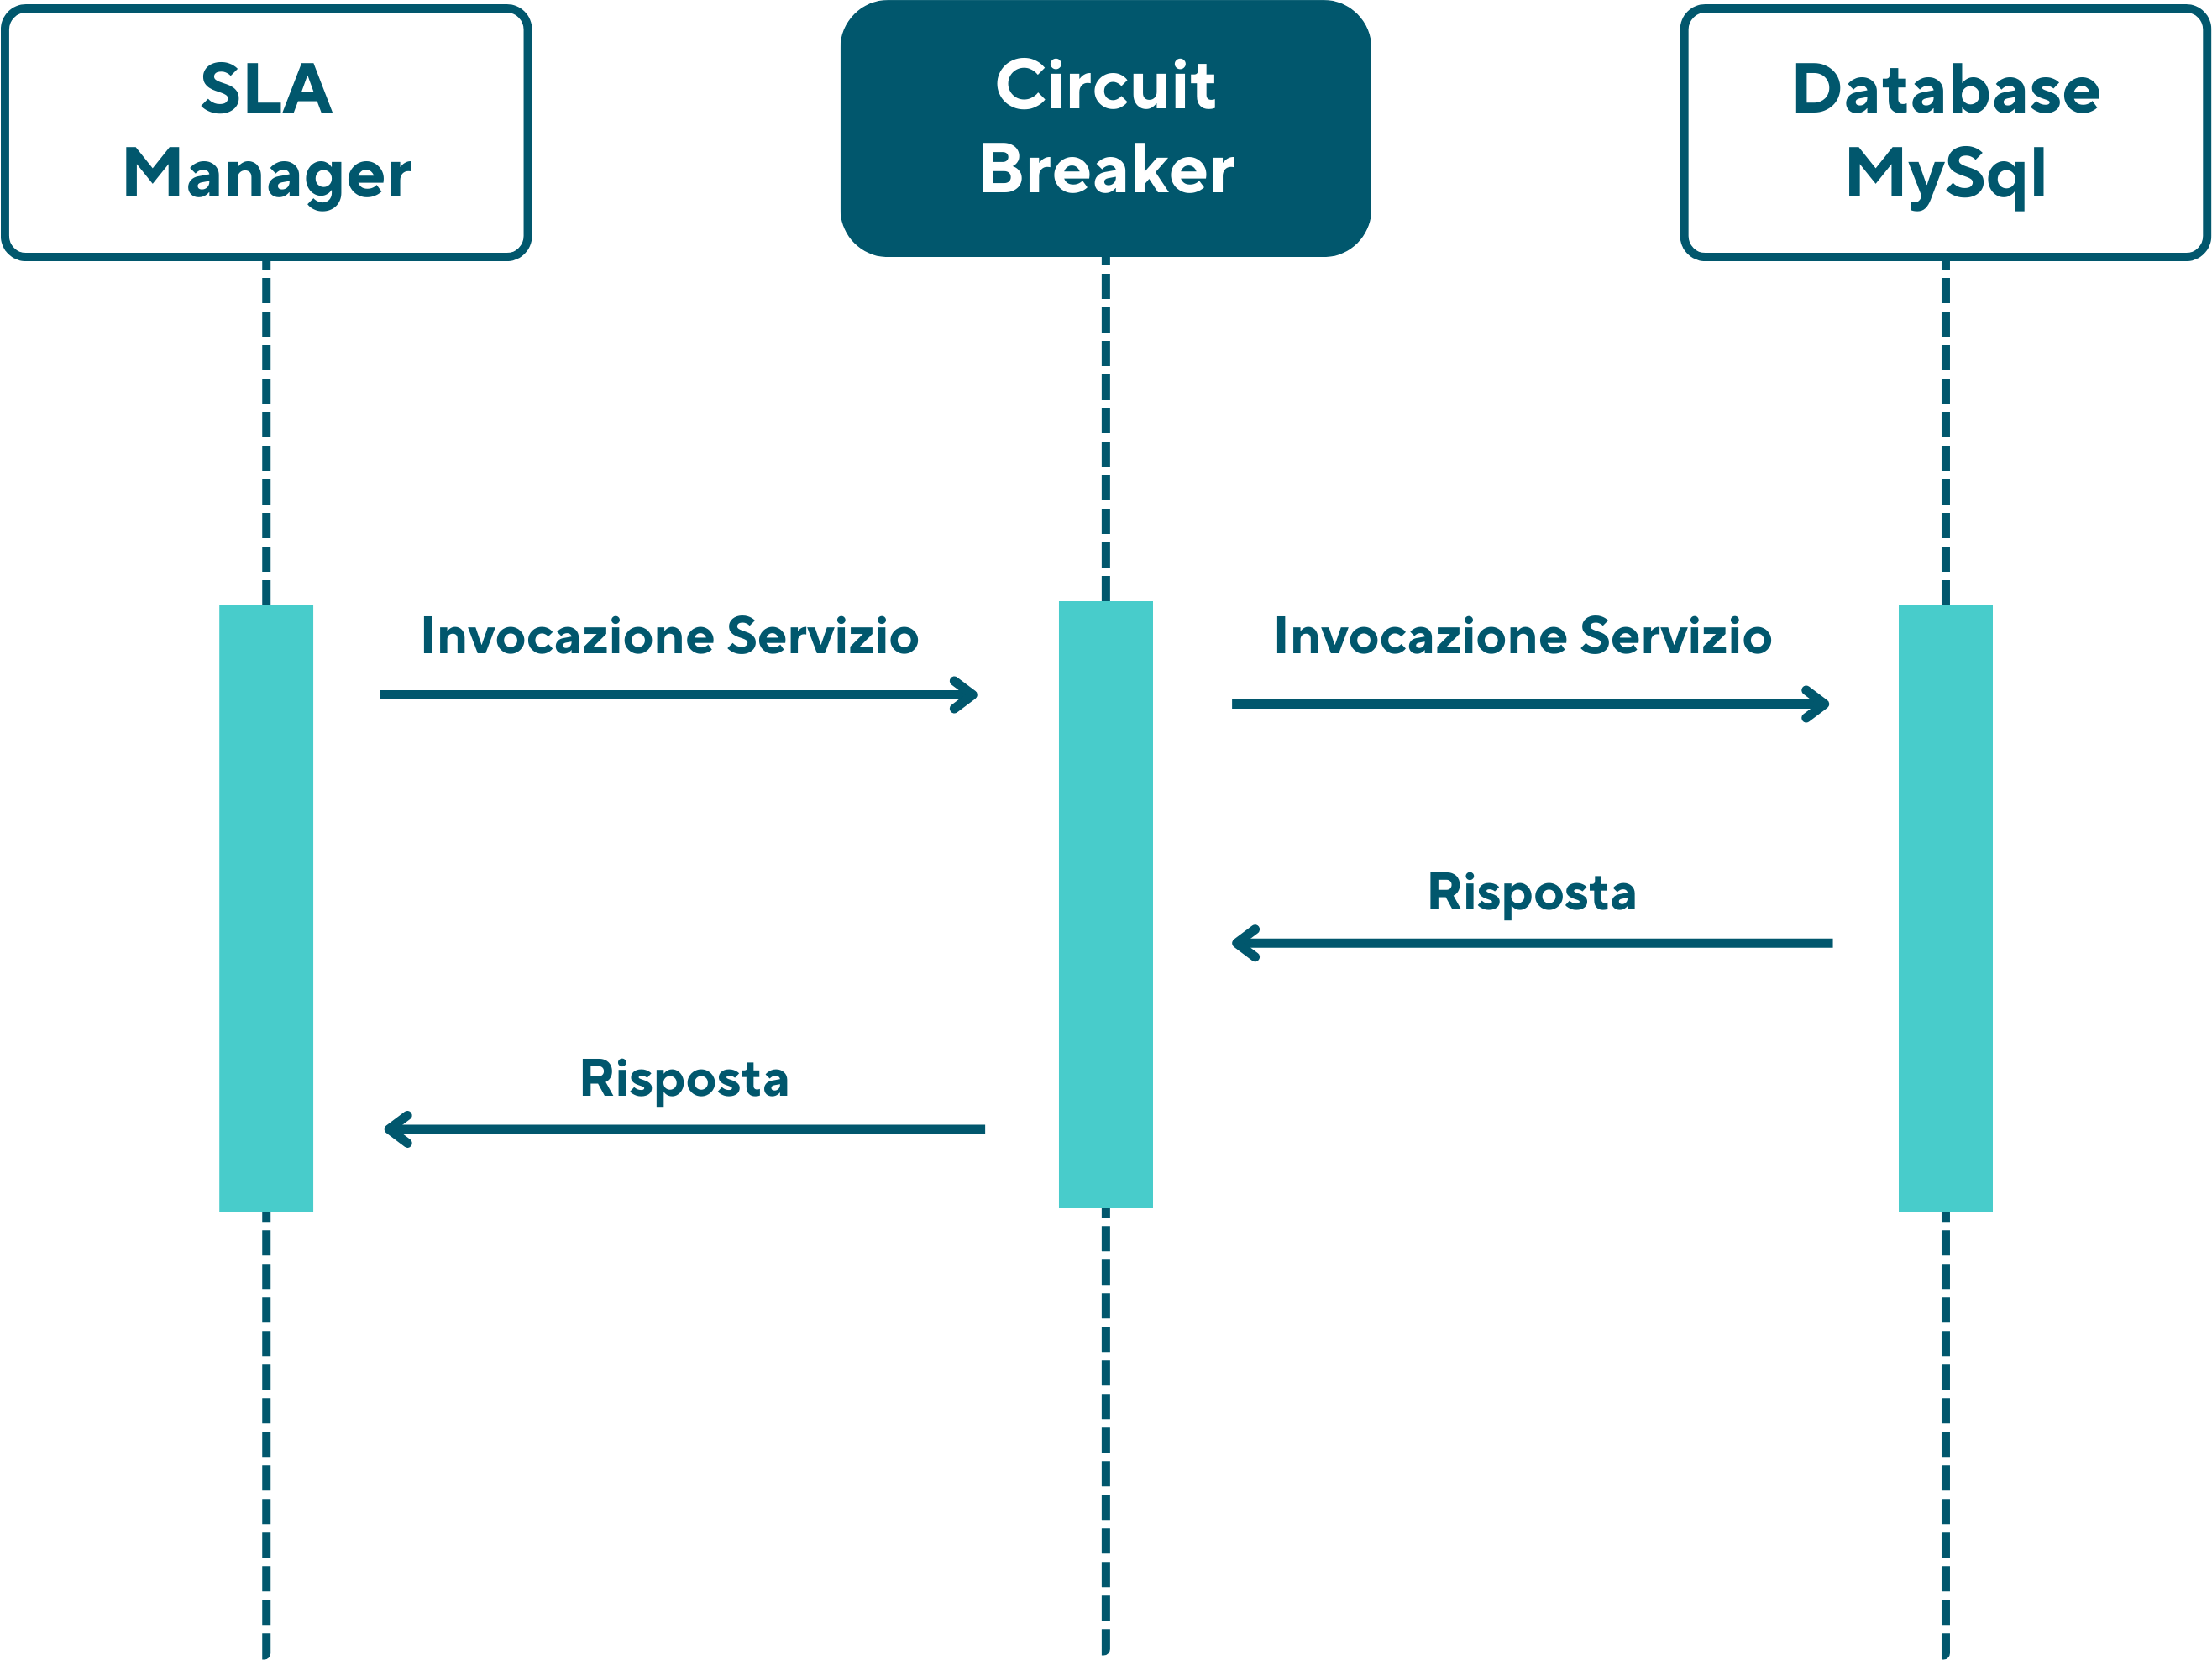 SLA
Manager
Circuit
Breaker
Database
MySql
Invocazione Servizio
Invocazione Servizio
Risposta
Risposta